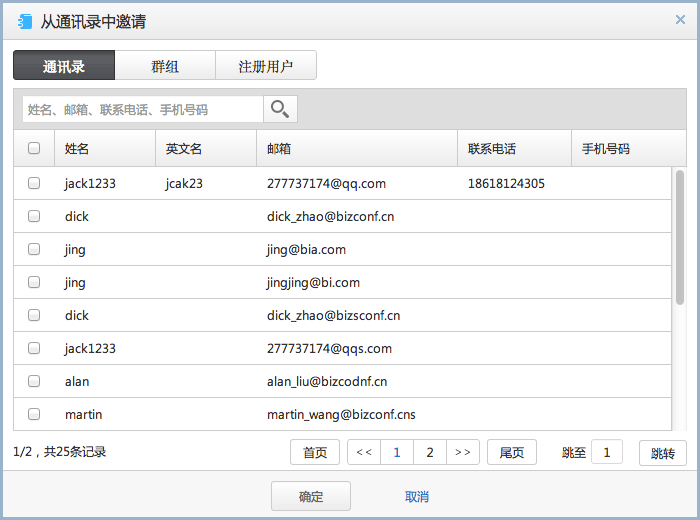 从通讯录中邀请
通讯录 群组 注册用户
姓名、邮箱、联系电话、手机号码
姓名 英文名 邮箱 联系电话 手机号码
jack1233 jcak23 277737174@qq.com 18618124305
dick dick_zhao@bizconf.cn
jing jing@bia.com
jing jingjing@bi.com
dick dick_zhao@bizsconf.cn
jack1233 277737174@qqs.com
alan alan_liu@bizcodnf.cn
martin martin_wang@bizconf.cns
1/2，共25条记录 首页 << 1 2 >> 尾页 跳至 1 跳转
确定 取消